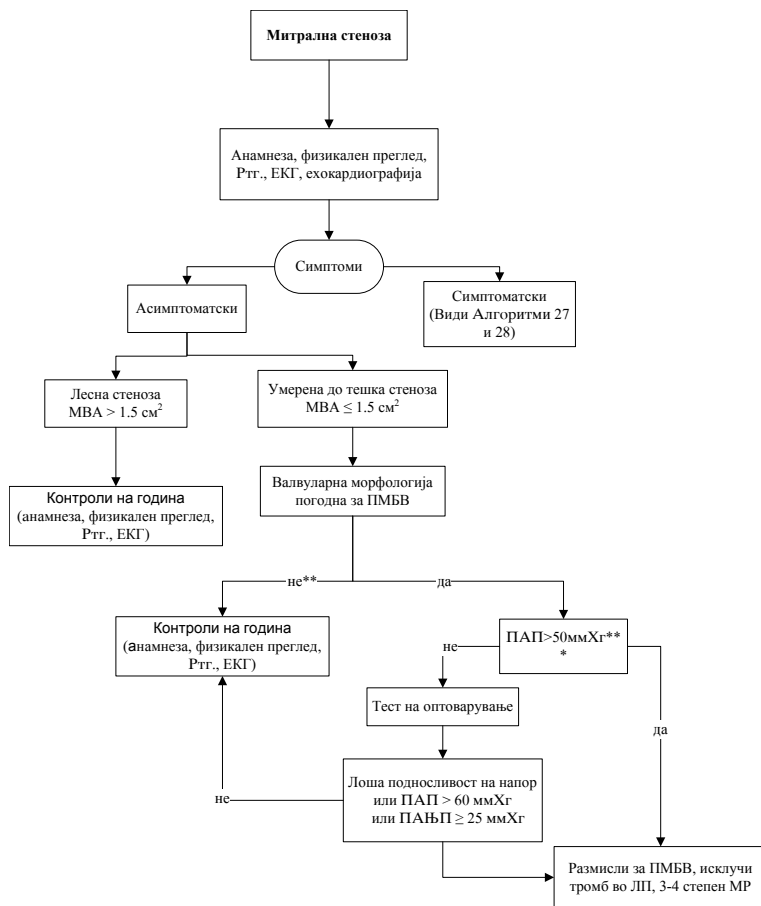 Митрална стеноза
Анамнеза, физикален преглед,
Ртг., ЕКГ, ехокардиографија
Симптоми
Асимптоматски
Симптоматски
(Види Алгоритми 27
и 28)
Лесна стеноза
МВА > 1.5 см²
Умерена до тешка стеноза
МВА ≤ 1.5 см²
Контроли на година
(анамнеза, физикален преглед,
Ртг., ЕКГ)
Валвуларна морфологија
погодна за ПМБВ
не**
да
Контроли на година
(анамнеза, физикален преглед,
Ртг., ЕКГ)
ПАП>50ммХг**
*
не
Тест на оптоварување
да
Лоша подносливост на напор
или ПАП > 60 ммХг
или ПАЊП ≥ 25 ммХг
не
Размисли за ПМБВ, исклучи
тромб во ЛП, 3-4 степен МР